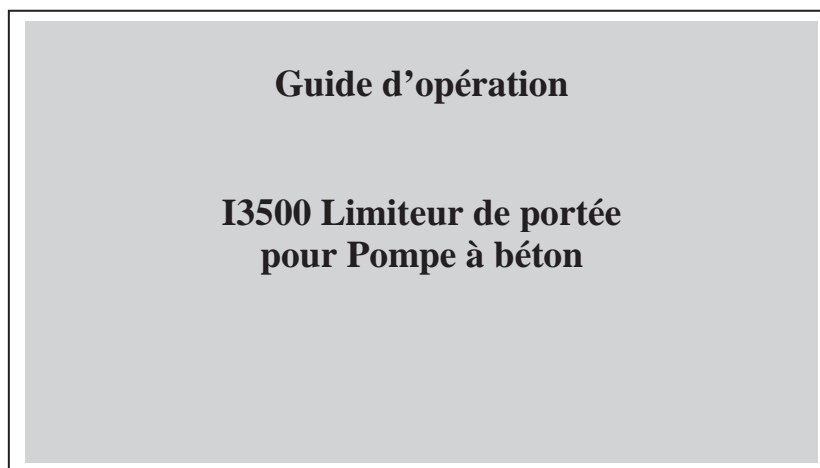 Guide d’opération
I3500 Limiteur de portée
pour Pompe à béton